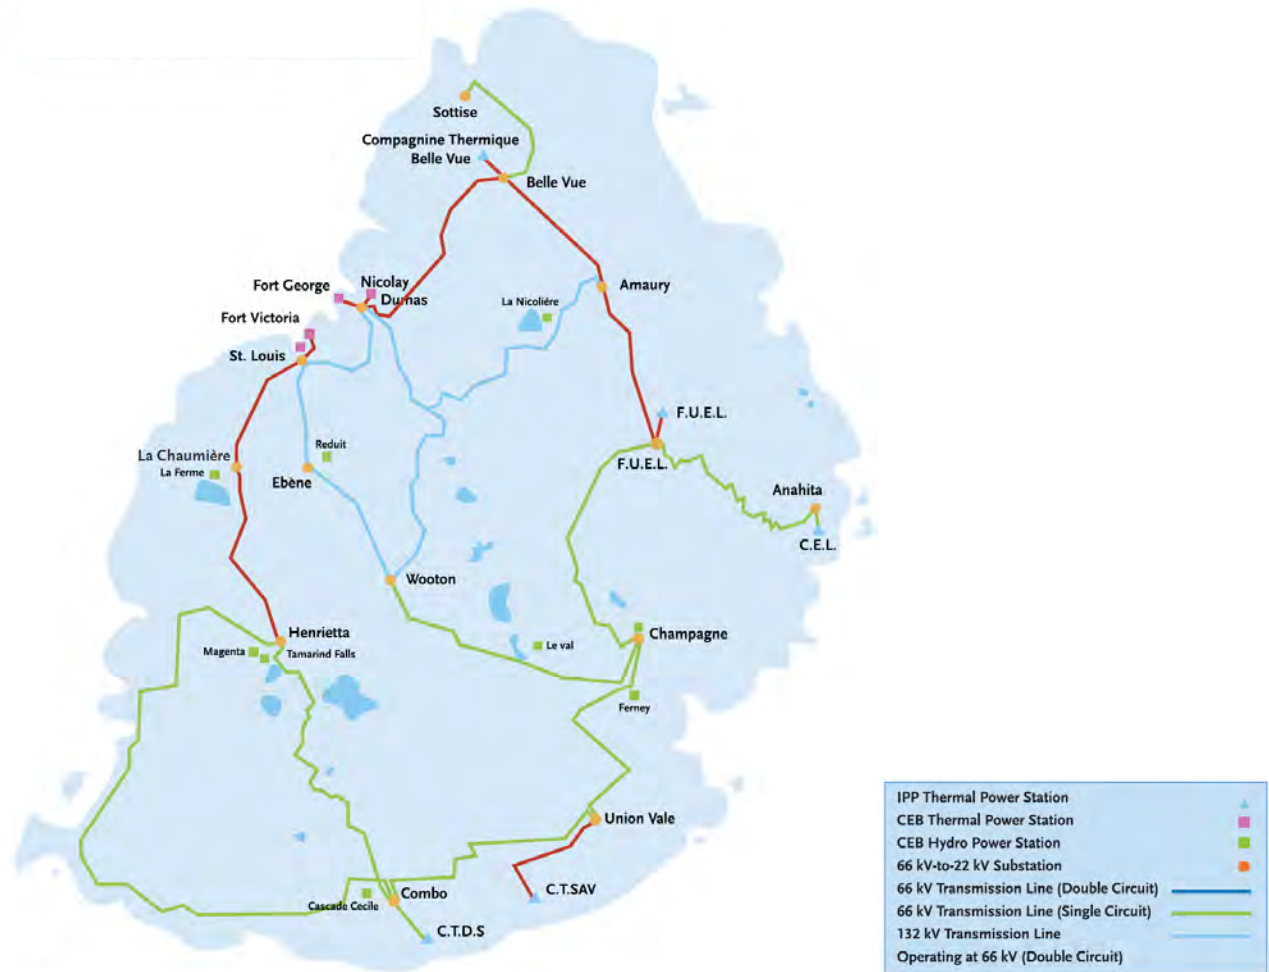 Sottise
Compagnine Thermique
Belle Vue
Belle Vue
Fort George
Nicolay
Dumas
Amaury
La Nicoliére
Fort Victoria
St. Louis
F.U.E.L.
Reduit
La Chaumière
La Ferme
Ebène
F.U.E.L.
Anahita
C.E.L.
Wooton
Henrietta
Champagne
Magenta
Tamarind Falls
Le val
Ferney
Union Vale
C.T.SAV
Combo
Cascade Cecile
C.T.D.S
IPP Thermal Power Station
CEB Thermal Power Station
CEB Hydro Power Station
66 kV-to-22 kV Substation
66 kV Transmission Line (Double Circuit)
66 kV Transmission Line (Single Circuit)
132 kV Transmission Line
Operating at 66 kV (Double Circuit)